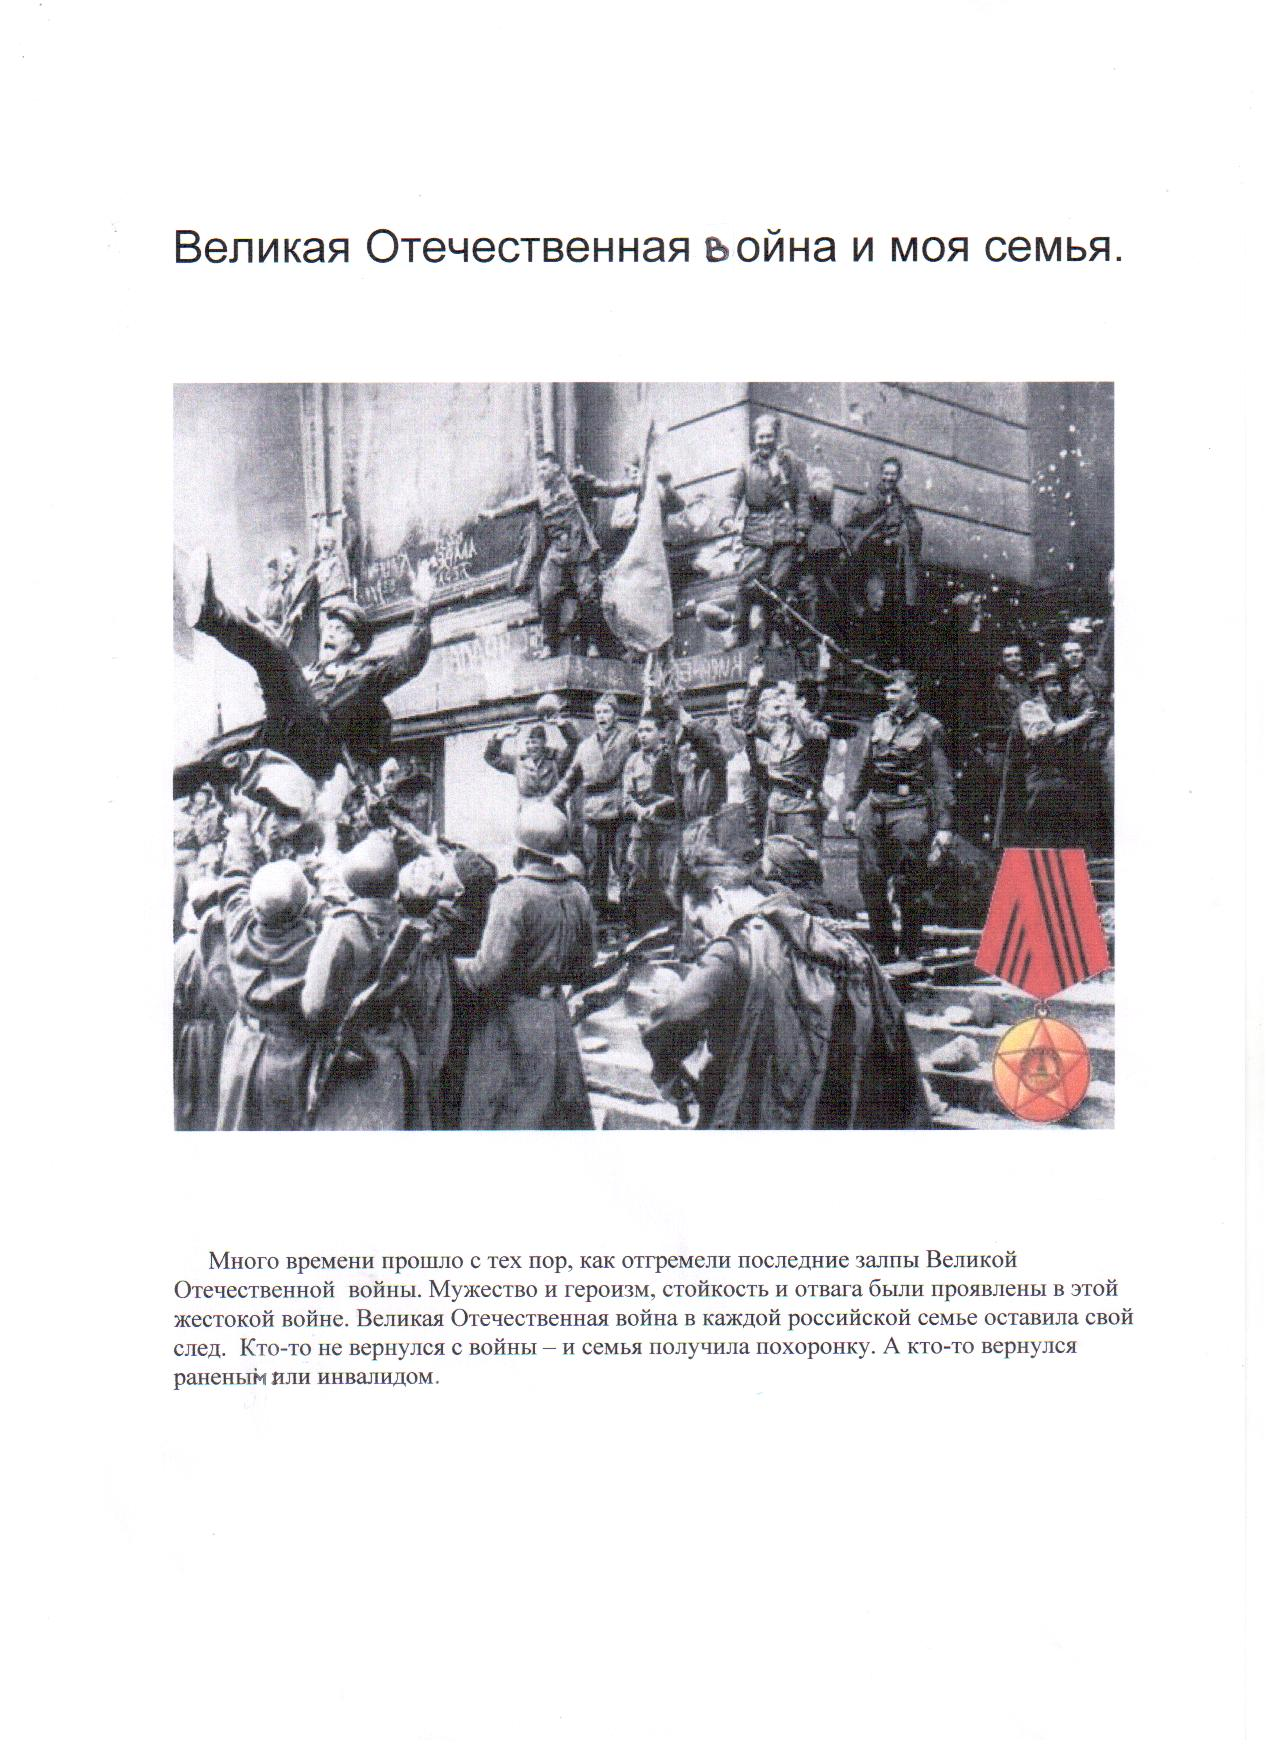 Великая Отечественная война и моя семья.
Много времени прошло с тех пор, как отгремели последние залпы Великой
Отечественной войны. Мужество и героизм, стойкость и отвага были проявлены в этой
жестокой войне. Великая Отечественная война в каждой российской семье оставила свой
след. Кто-то не вернулся с войны – и семья получила похоронку. А кто-то вернулся
раненым или инвалидом.